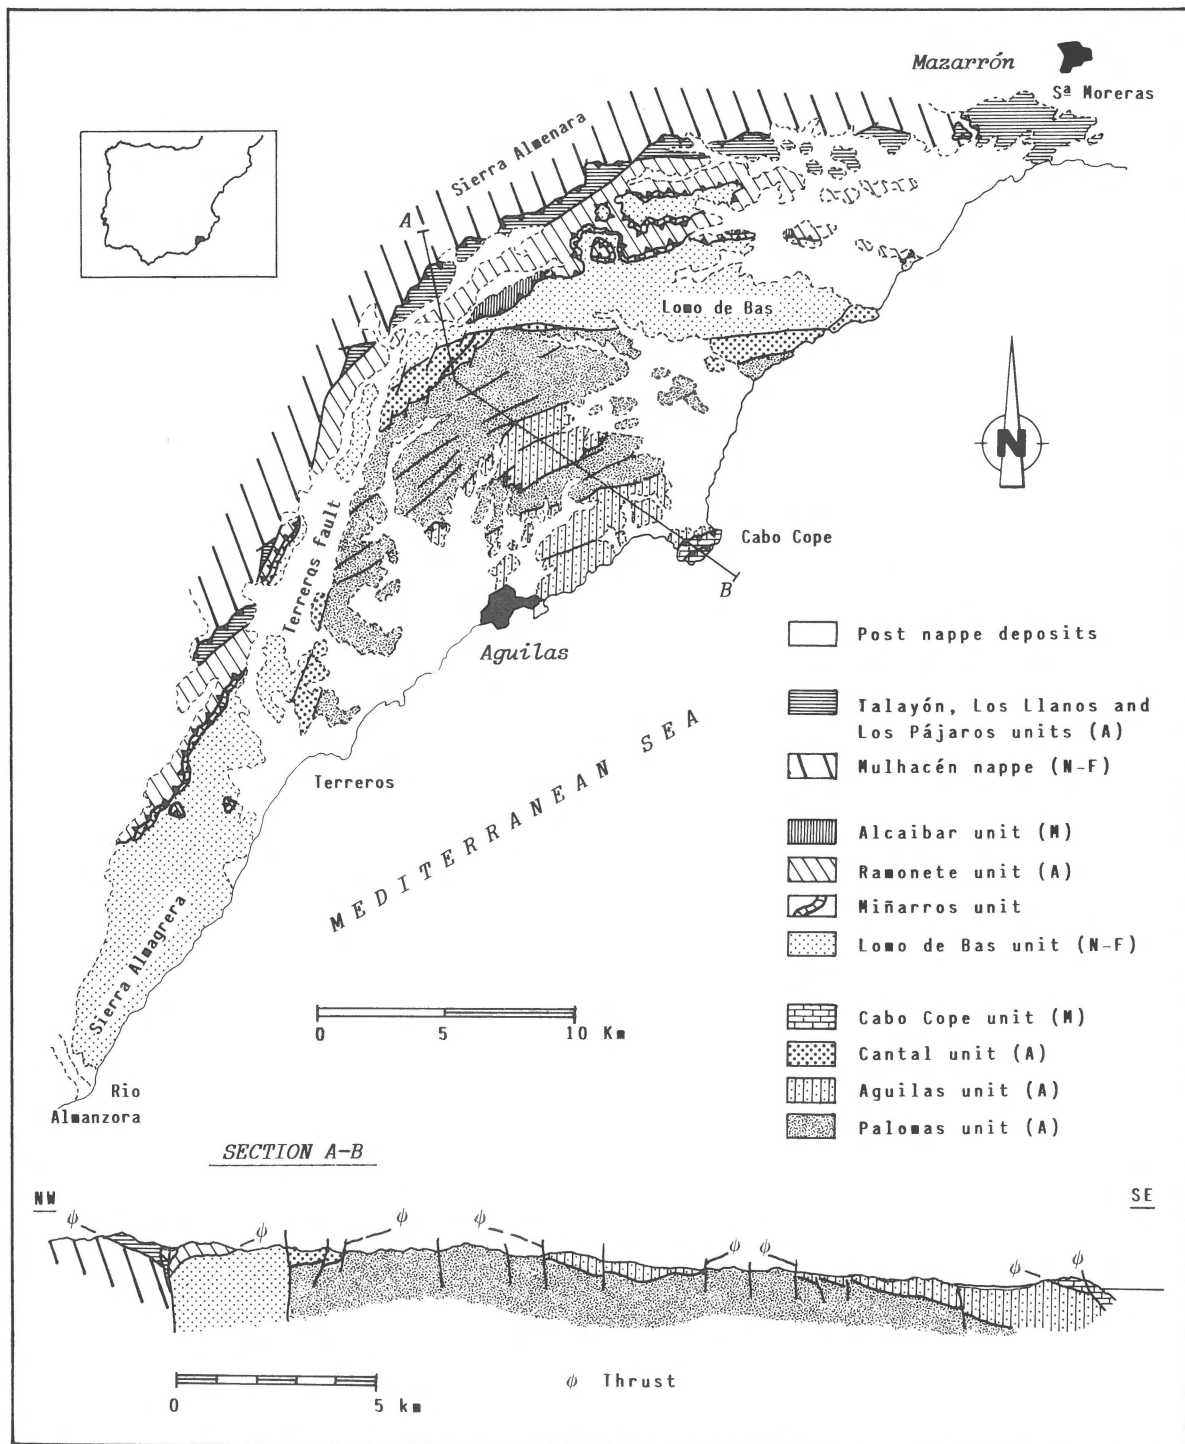 Mazarrón
Sª Moreras
Sierra Almenara
A
Lomo de Bas
N
Terreros fault
Cabo Cope
B
Aguilas
Terreros
MEDITERRANEAN SEA
Sierra Almagrera
Rio
Almanzora
0 5 10 Km
Post nappe deposits
Talayón, Los Llanos and
Los Pájaros units (A)
Mulhacén nappe (N-F)
Alcaibar unit (M)
Ramonete unit (A)
Miñarros unit
Lomo de Bas unit (N-F)
Cabo Cope unit (M)
Cantal unit (A)
Aguilas unit (A)
Palomas unit (A)
SECTION A-B
NW
SE
ϕ ϕ ϕ ϕ ϕ ϕ ϕ ϕ
0 5 km
ϕ Thrust